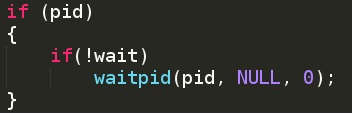 if (pid)
{
    if(!wait)
        waitpid(pid, NULL, 0);
}